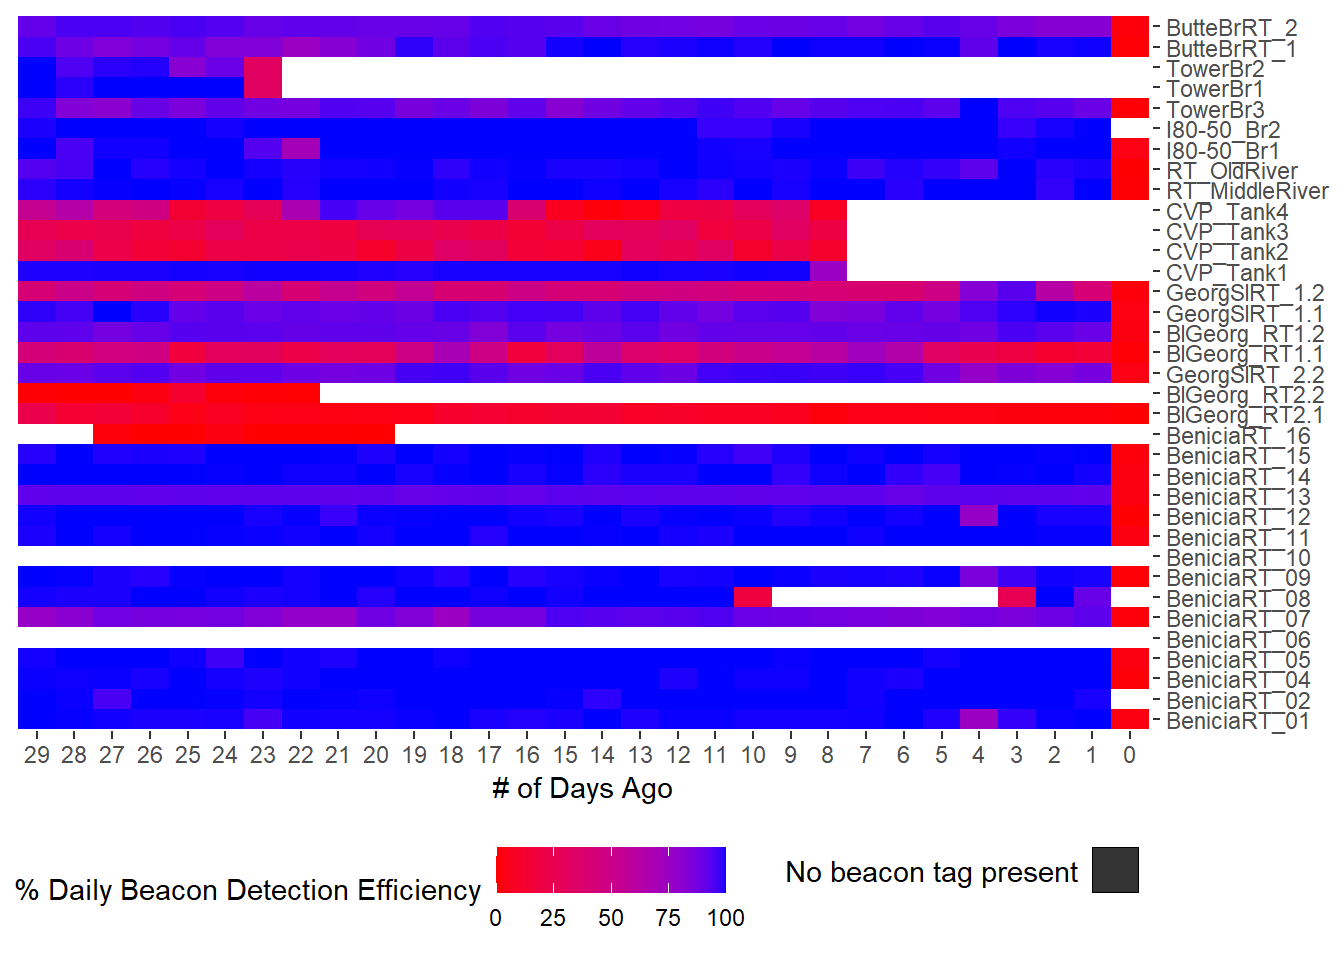 ButteBrRT_2
ButteBrRT_1
TowerBr2
TowerBr1
TowerBr3
I80-50_Br2
I80-50_Br1
RT_OldRiver
RT_MiddleRiver
CVP_Tank4
CVP_Tank3
CVP_Tank2
CVP_Tank1
GeorgSlRT_1.2
GeorgSlRT_1.1
BlGeorg_RT1.2
BlGeorg_RT1.1
GeorgSlRT_2.2
BlGeorg_RT2.2
BlGeorg_RT2.1
BeniciaRT_16
BeniciaRT_15
BeniciaRT_14
BeniciaRT_13
BeniciaRT_12
BeniciaRT_11
BeniciaRT_10
BeniciaRT_09
BeniciaRT_08
BeniciaRT_07
BeniciaRT_06
BeniciaRT_05
BeniciaRT_04
BeniciaRT_02
BeniciaRT_01
29 28 27 26 25 24 23 22 21 20 19 18 17 16 15 14 13 12 11 10 9 8 7 6 5 4 3 2 1 0
# of Days Ago
% Daily Beacon Detection Efficiency
0 25 50 75 100
No beacon tag present